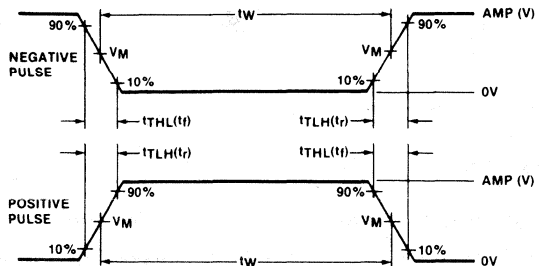 tW
AMP (V)
90%
90%
NEGATIVE
PULSE
VM
VM
10%
10%
0V
tTHL(tf)
tTLH(tr)
tTLH(tr)
tTHL(tf)
AMP (V)
90%
90%
POSITIVE
PULSE
VM
VM
10%
10%
tW
0V